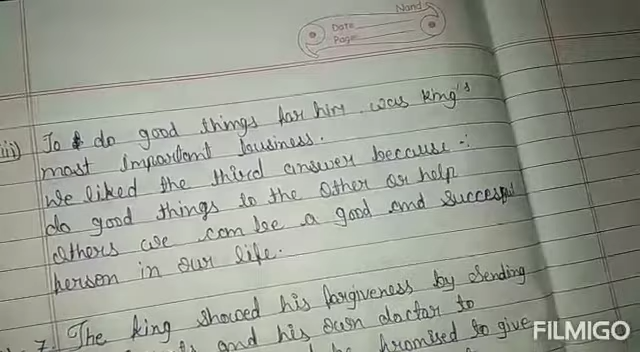 Nand
Date
Page
iii) To do good things for him was king's
most important business.
We liked the third answer because :
do good things to the other or help
others we can be a good and succesful
person in our life.
7. The king showed his forgiveness by sending
and his own doctor to
he promised to give
FILMIGO